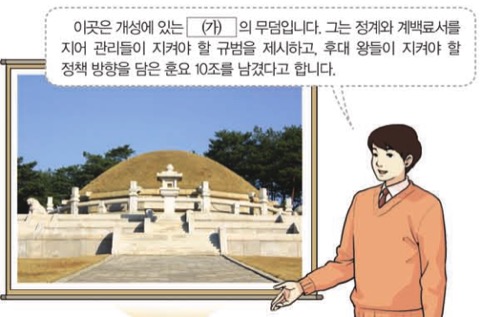 이곳은 개성에 있는 (가) 의 무덤입니다. 그는 정계와 계백료서를
지어 관리들이 지켜야 할 규범을 제시하고, 후대 왕들이 지켜야 할
정책 방향을 담은 훈요 10조를 남겼다고 합니다.